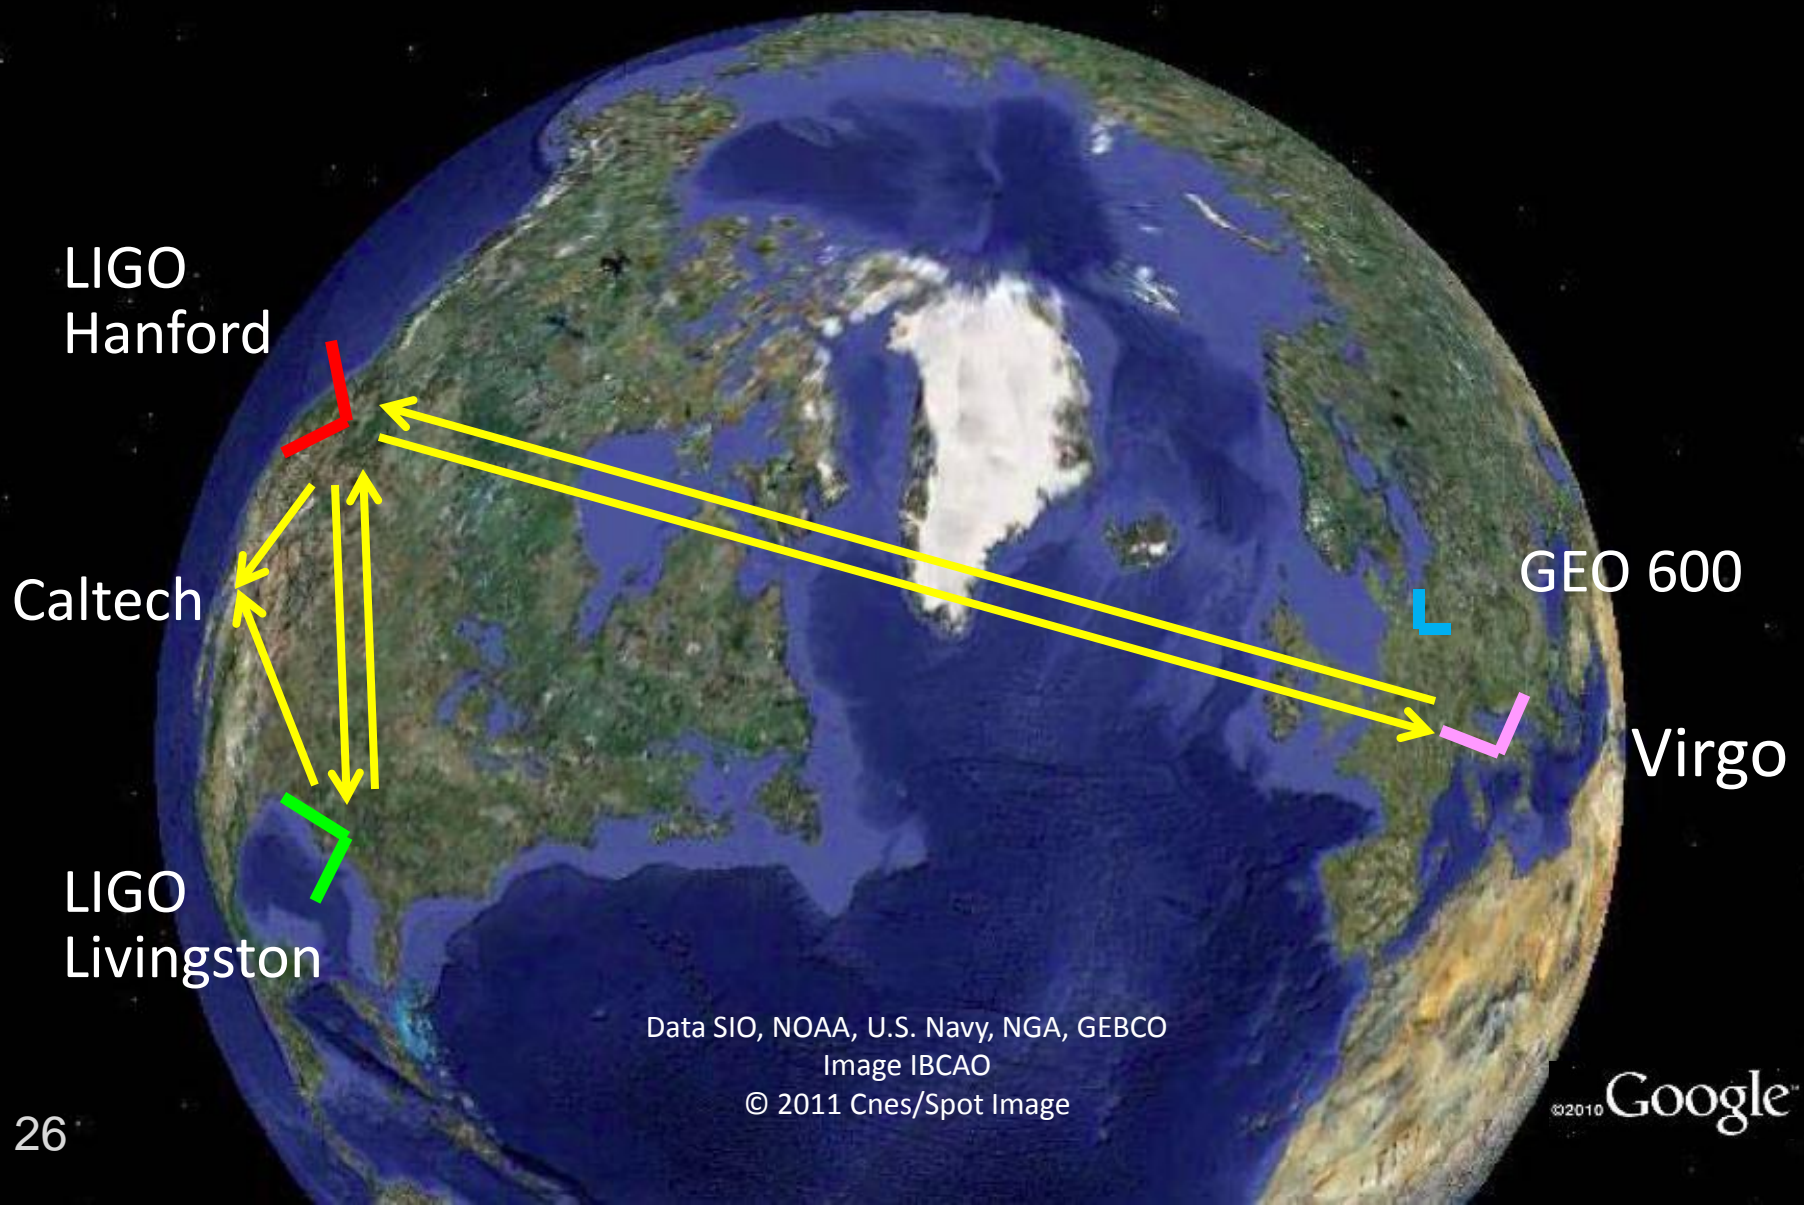 LIGO
Hanford
GEO 600
Caltech
Virgo
LIGO
Livingston
Data SIO, NOAA, U.S. Navy, NGA, GEBCO
Image IBCAO
© 2011 Cnes/Spot Image
©2010 Google™
26